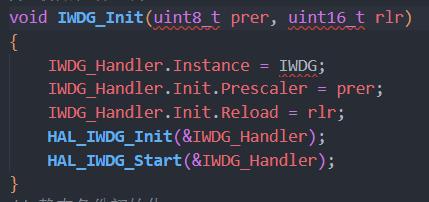 void IWDG_Init(uint8_t prer, uint16_t rlr)
{
    IWDG_Handler.Instance = IWDG;
    IWDG_Handler.Init.Prescaler = prer;
    IWDG_Handler.Init.Reload = rlr;
    HAL_IWDG_Init(&IWDG_Handler);
    HAL_IWDG_Start(&IWDG_Handler);
}